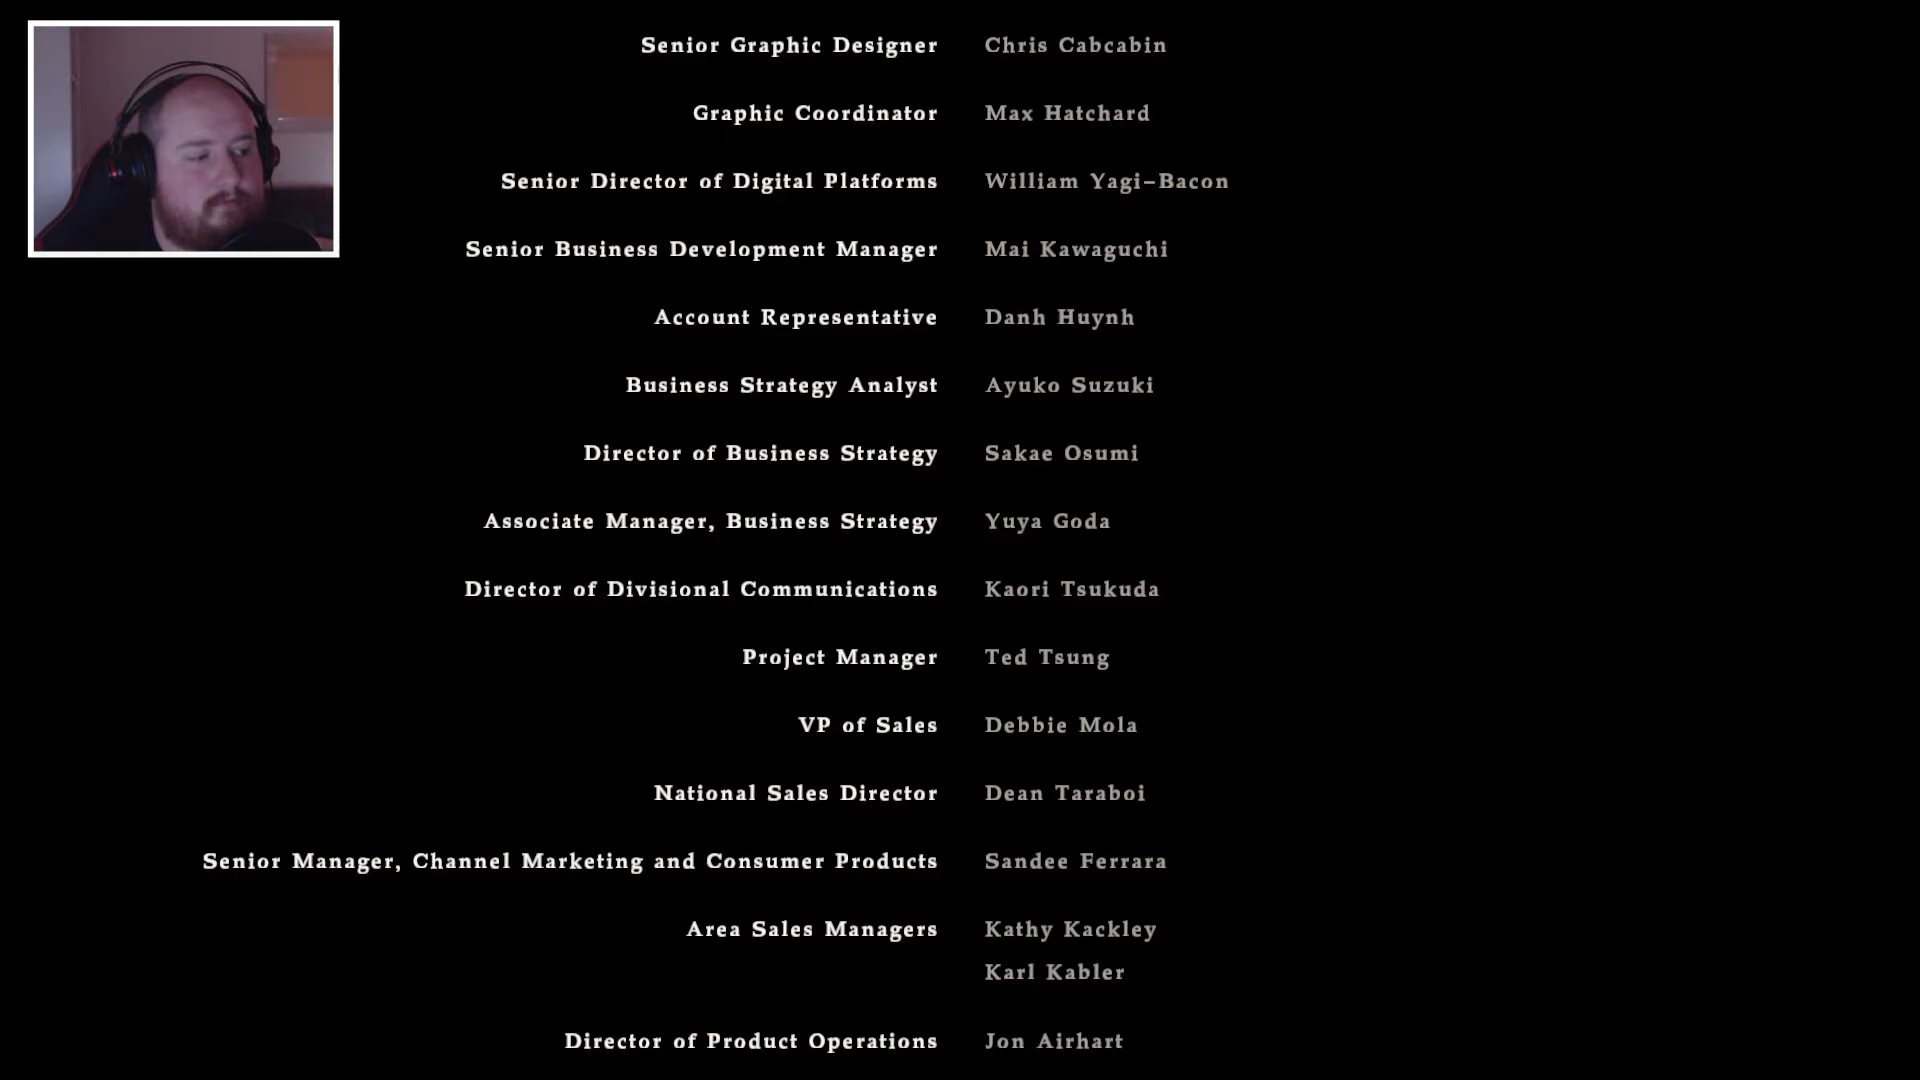 Senior Graphic Designer Chris Cabcabin
Graphic Coordinator Max Hatchard
Senior Director of Digital Platforms William Yagi-Bacon
Senior Business Development Manager Mai Kawaguchi
Account Representative Danh Huynh
Business Strategy Analyst Ayuko Suzuki
Director of Business Strategy Sakae Osumi
Associate Manager, Business Strategy Yuya Goda
Director of Divisional Communications Kaori Tsukuda
Project Manager Ted Tsung
VP of Sales Debbie Mola
National Sales Director Dean Taraboi
Senior Manager, Channel Marketing and Consumer Products Sandee Ferrara
Area Sales Managers Kathy Kackley
Karl Kabler
Director of Product Operations Jon Airhart